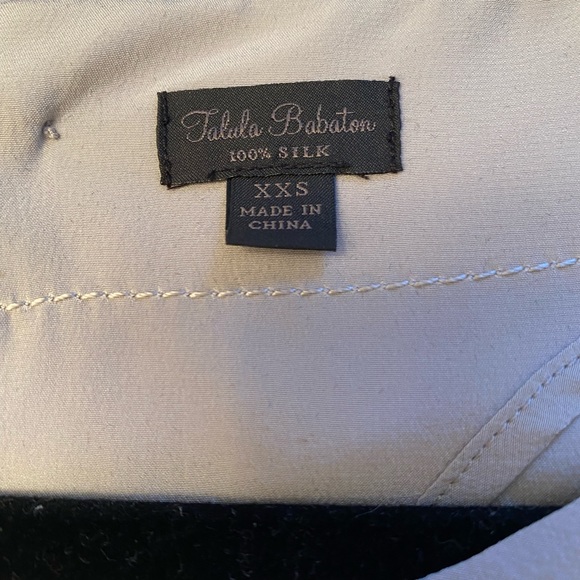 Talula Babaton
100% SILK
XXS
MADE IN
CHINA